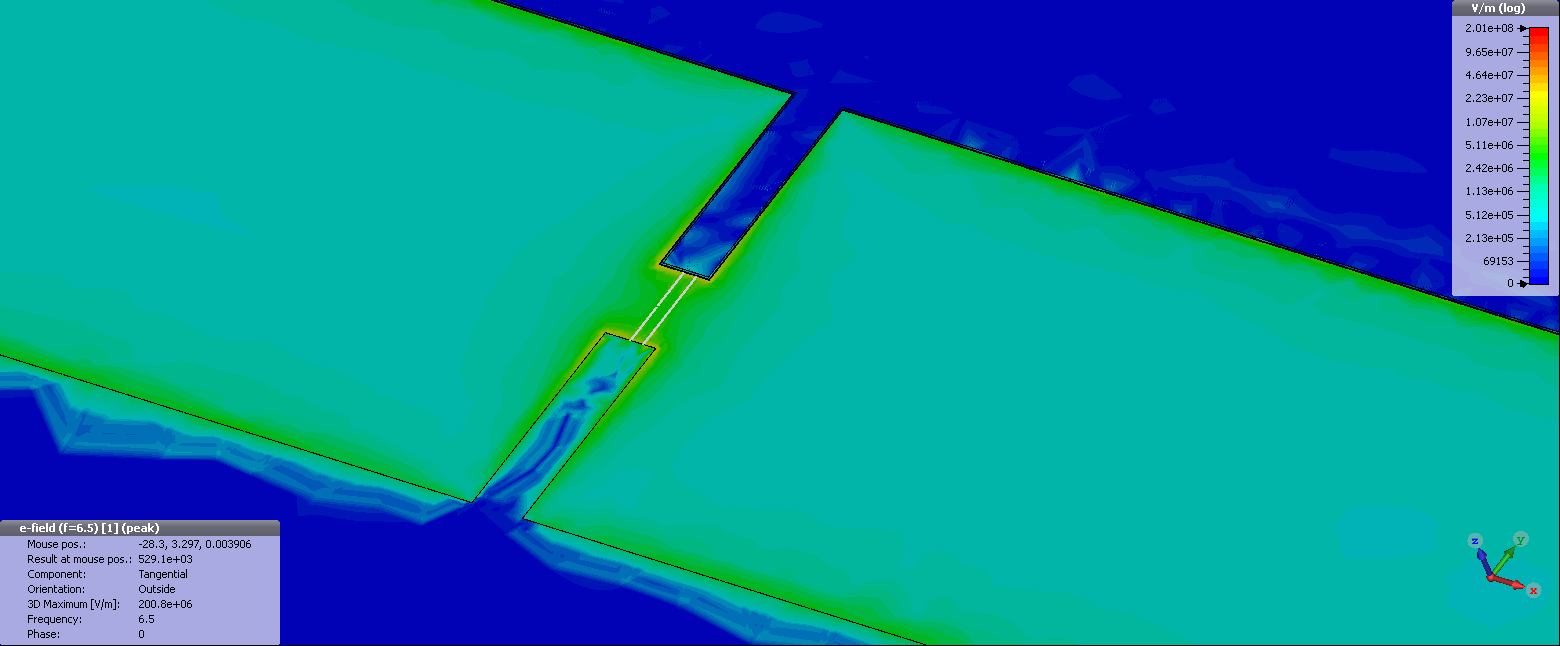 V/m (log)
2.01e+08
9.65e+07
4.64e+07
2.23e+07
1.07e+07
5.11e+06
2.42e+06
1.13e+06
5.12e+05
2.13e+05
69153
0
e-field (f=6.5) [1] (peak)
Mouse pos.: -28.3, 3.297, 0.003906
Result at mouse pos.: 529.1e+03
Component: Tangential
Orientation: Outside
3D Maximum [V/m]: 200.8e+06
Frequency: 6.5
Phase: 0
z
y
x